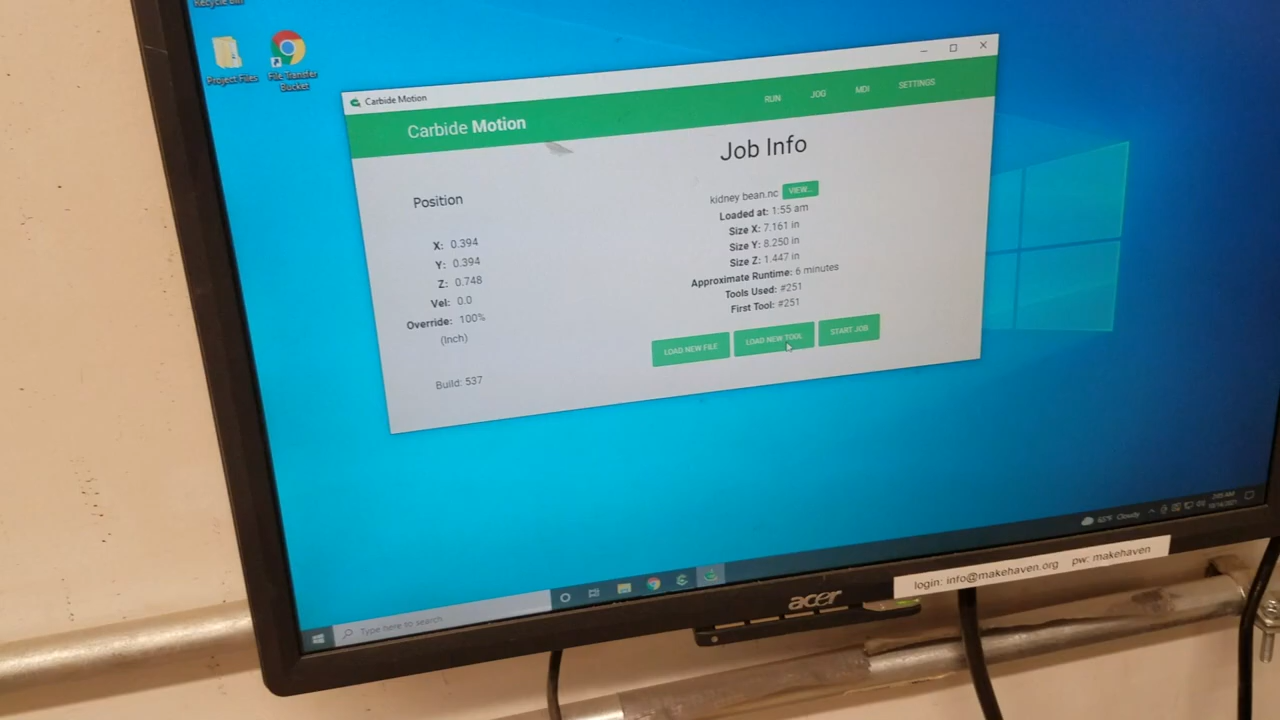 Recycle Bin
Project Files
File Transfer
Bucket
Carbide Motion
Carbide Motion
RUN
JOG
MDI
SETTINGS
Position
X: 0.394
Y: 0.394
Z: 0.748
Vel: 0.0
Override: 100%
(Inch)
Build: 537
Job Info
kidney bean.nc
VIEW...
Loaded at: 1:55 am
Size X: 7.161 in
Size Y: 8.250 in
Size Z: 1.447 in
Approximate Runtime: 6 minutes
Tools Used: #251
First Tool: #251
LOAD NEW FILE
LOAD NEW TOOL
START JOB
Type here to search
65°F Cloudy
acer
login: info@makehaven.org pw: makehaven